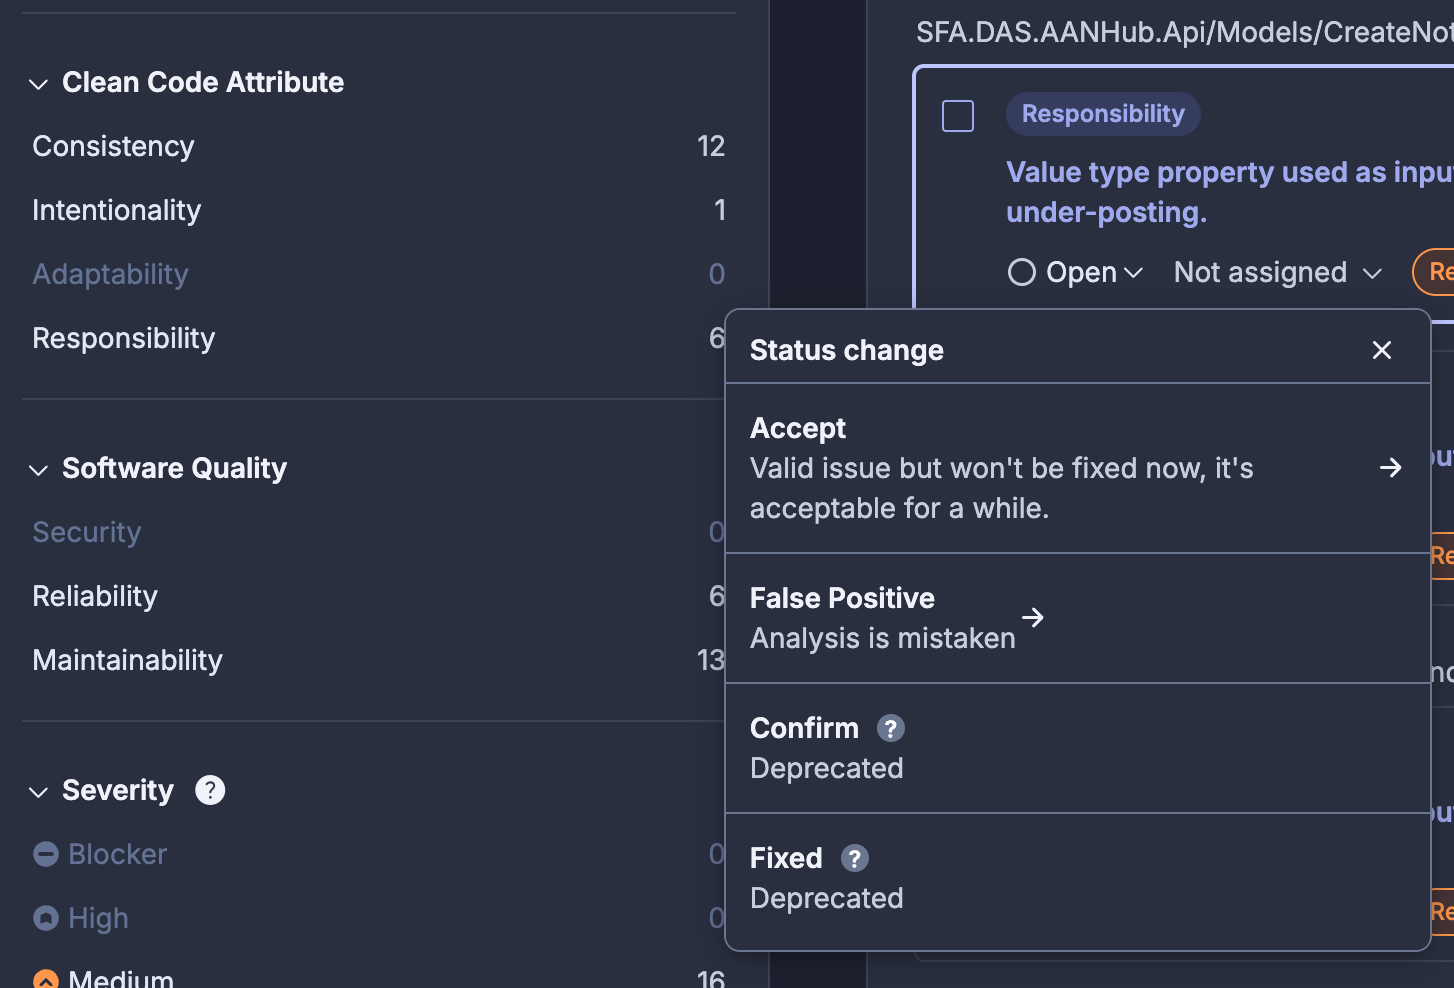 Clean Code Attribute
Consistency 12
Intentionality 1
Adaptability 0
Responsibility 6
Software Quality
Security 0
Reliability 6
Maintainability 13
Severity ?
Blocker 0
High 0
Medium 16
SFA.DAS.AANHub.Api/Models/CreateNot
Responsibility
Value type property used as inpu
under-posting.
Open Not assigned Re
Status change
Accept
Valid issue but won't be fixed now, it's
acceptable for a while.
False Positive
Analysis is mistaken
Confirm ?
Deprecated
Fixed ?
Deprecated
Re
Re